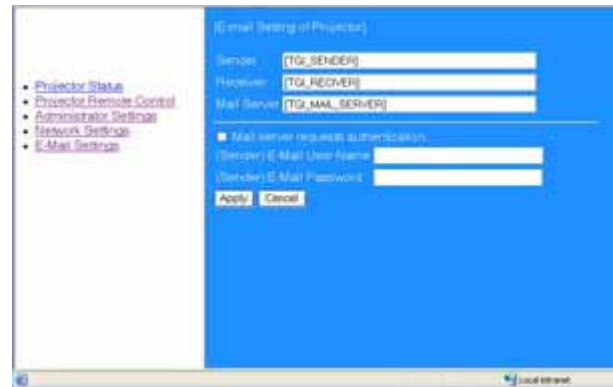 Projector Status
Projector Remote Control
Administrator Settings
Network Settings
E-Mail Settings
[E-mail Setting of Projector]
Sender [TGI_SENDER]
Receiver [TGI_RECIVER]
Mail Server [TGI_MAIL_SERVER]
Mail server requests authentication.
(Sender) E-Mail User Name
(Sender) E-Mail Password
Apply Cancel
Local intranet